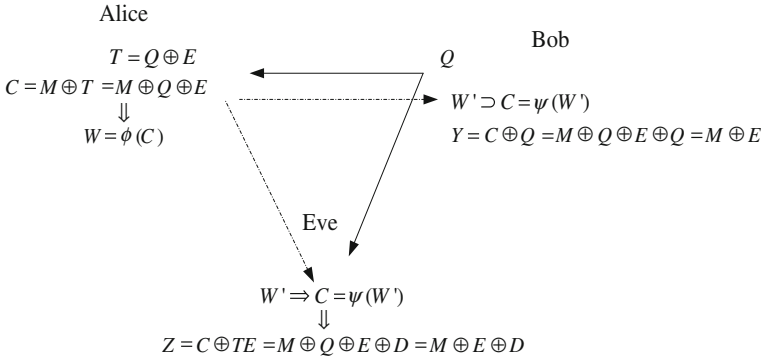 Alice
Bob
T = Q ⊕ E
Q
C = M ⊕ T = M ⊕ Q ⊕ E
⇓
W = ϕ (C)
W ' ⊃ C = ψ (W ')
Y = C ⊕ Q = M ⊕ Q ⊕ E ⊕ Q = M ⊕ E
Eve
W ' ⇒ C = ψ (W ')
⇓
Z = C ⊕ TE = M ⊕ Q ⊕ E ⊕ D = M ⊕ E ⊕ D